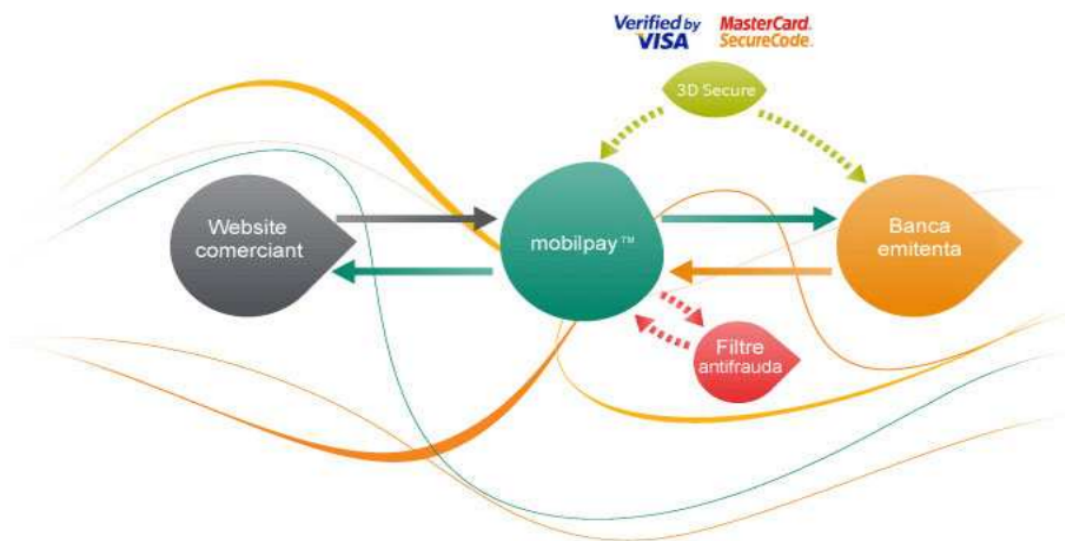 Verified by
VISA
MasterCard.
SecureCode.
3D Secure
Website
comerciant
mobilpay™
Banca
emitenta
Filtre
antifrauda